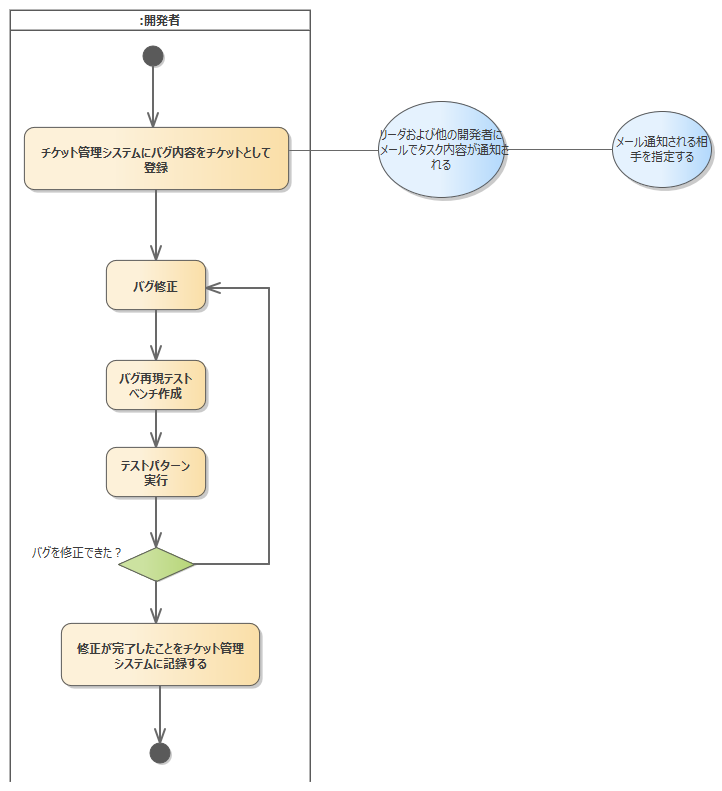 :開発者
チケット管理システムにバグ内容をチケットとして
登録
リーダおよび他の開発者に
メールでタスク内容が通知さ
れる
メール通知される相
手を指定する
バグ修正
バグ再現テスト
ベンチ作成
テストパターン
実行
バグを修正できた？
修正が完了したことをチケット管理
システムに記録する